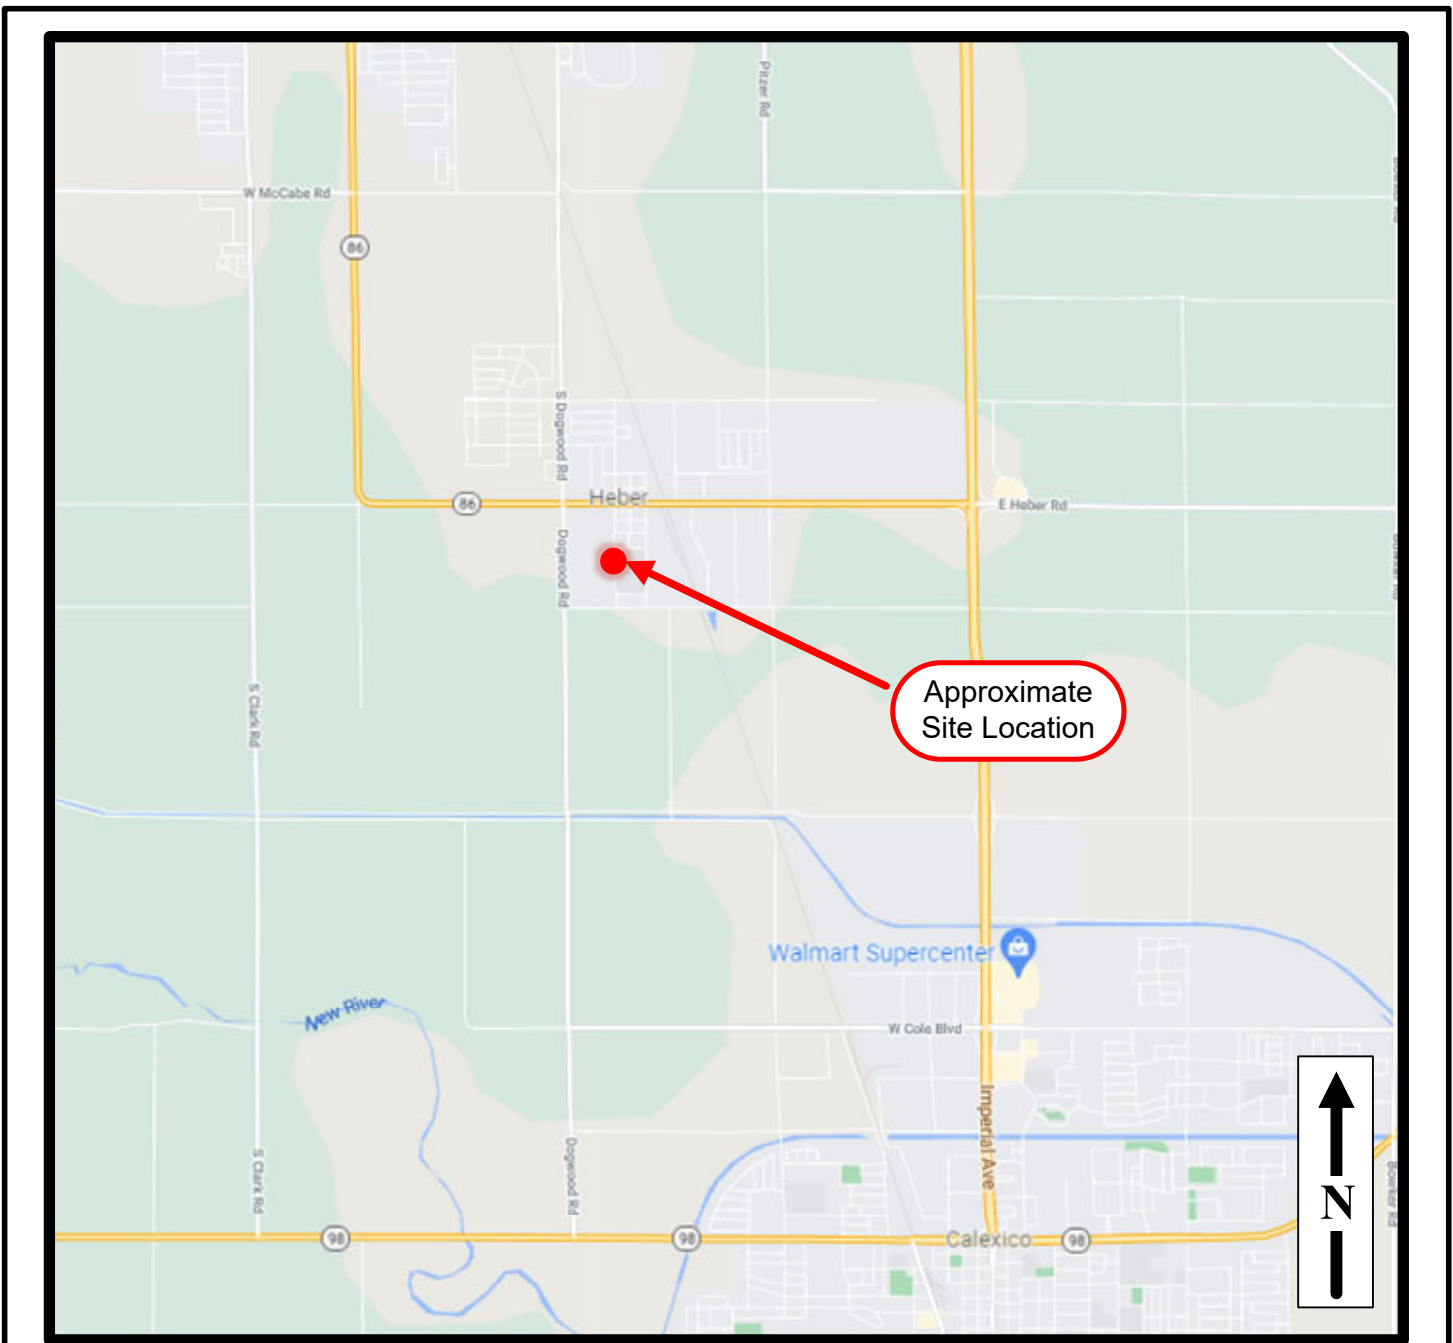 Pitzer Rd
W McCabe Rd
86
S Dogwood Rd
Heber
86
E Heber Rd
Dogwood Rd
Approximate
Site Location
S Clark Rd
Walmart Supercenter
New River
W Cole Blvd
Imperial Ave
S Clark Rd
Dogwood Rd
Bowker Rd
N
98
98
Calexico
98